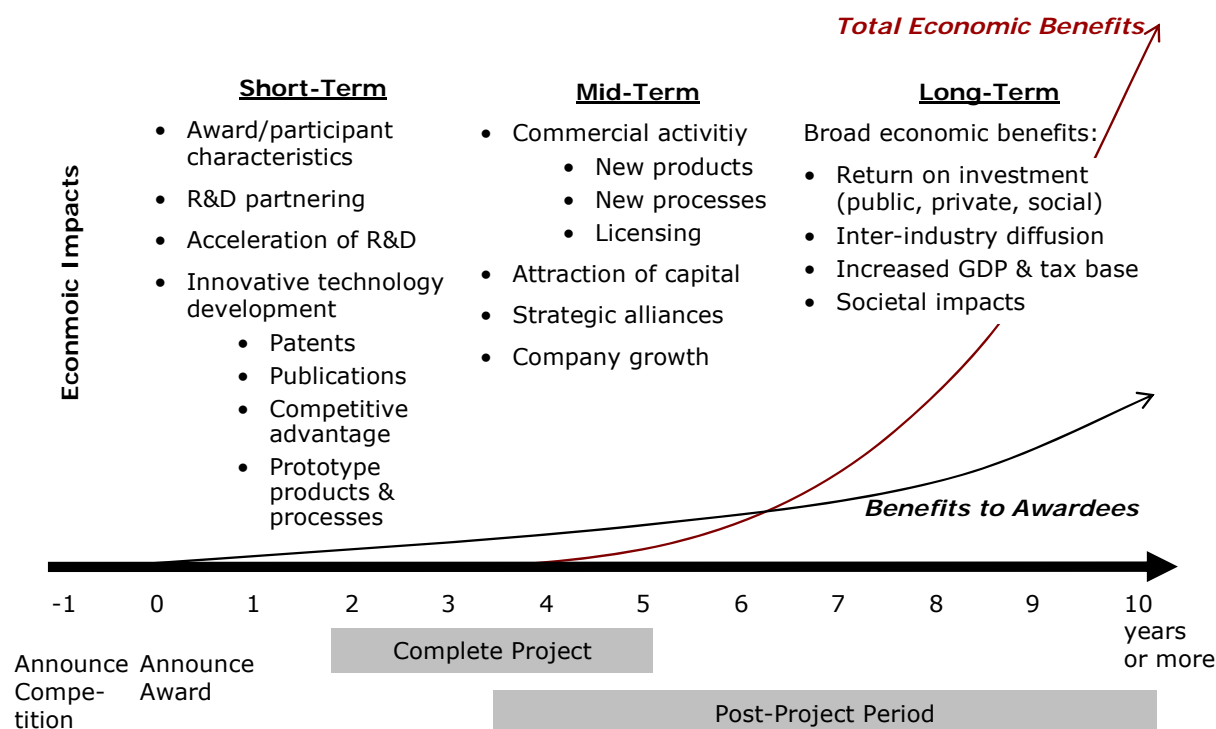 Total Economic Benefits
Econmoic Impacts
Short-Term
• Award/participant
characteristics
• R&D partnering
• Acceleration of R&D
• Innovative technology
development
• Patents
• Publications
• Competitive
advantage
• Prototype
products &
processes
Mid-Term
• Commercial activitiy
• New products
• New processes
• Licensing
• Attraction of capital
• Strategic alliances
• Company growth
Long-Term
Broad economic benefits:
• Return on investment
(public, private, social)
• Inter-industry diffusion
• Increased GDP & tax base
• Societal impacts
Benefits to Awardees
-1 0 1 2 3 4 5 6 7 8 9 10
years
or more
Announce
Compe-
tition
Announce
Award
Complete Project
Post-Project Period